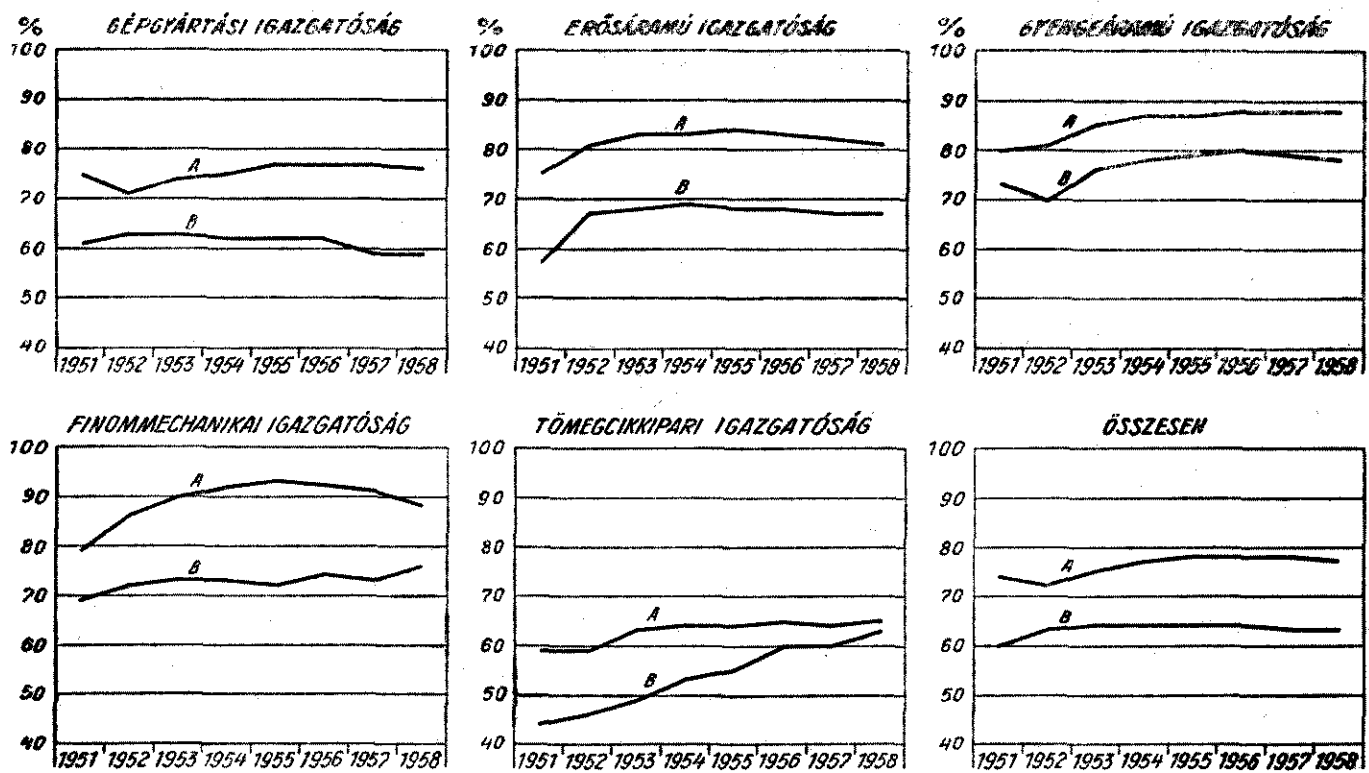 % GÉPGYÁRTÁSI IGAZGATÓSÁG
100
90
80
70
60
50
40
A
B
1951 1952 1953 1954 1955 1956 1957 1958
% ERŐSÁRAMÚ IGAZGATÓSÁG
100
90
80
70
60
50
40
A
B
1951 1952 1953 1954 1955 1956 1957 1958
% GYENGEÁRAMÚ IGAZGATÓSÁG
100
90
80
70
60
50
40
A
B
1951 1952 1953 1954 1955 1956 1957 1958
FINOMMECHANIKAI IGAZGATÓSÁG
100
90
80
70
60
50
40
A
B
1951 1952 1953 1954 1955 1956 1957 1958
TÖMEGCIKKIPARI IGAZGATÓSÁG
100
90
80
70
60
50
40
A
B
1951 1952 1953 1954 1955 1956 1957 1958
ÖSSZESEN
100
90
80
70
60
50
40
A
B
1951 1952 1953 1954 1955 1956 1957 1958